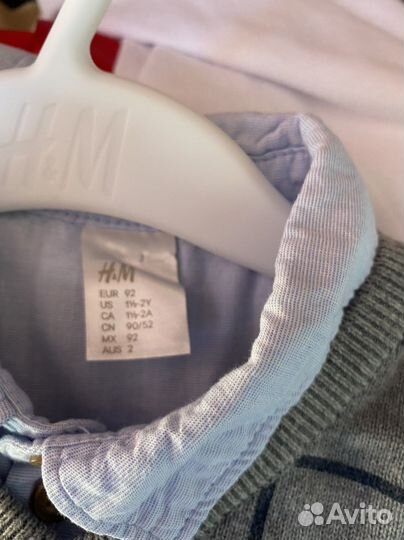 H&M
H&M
EUR 92
US 1½-2Y
CA 1½-2A
CN 90/52
MX 92
AUS 2
Avito